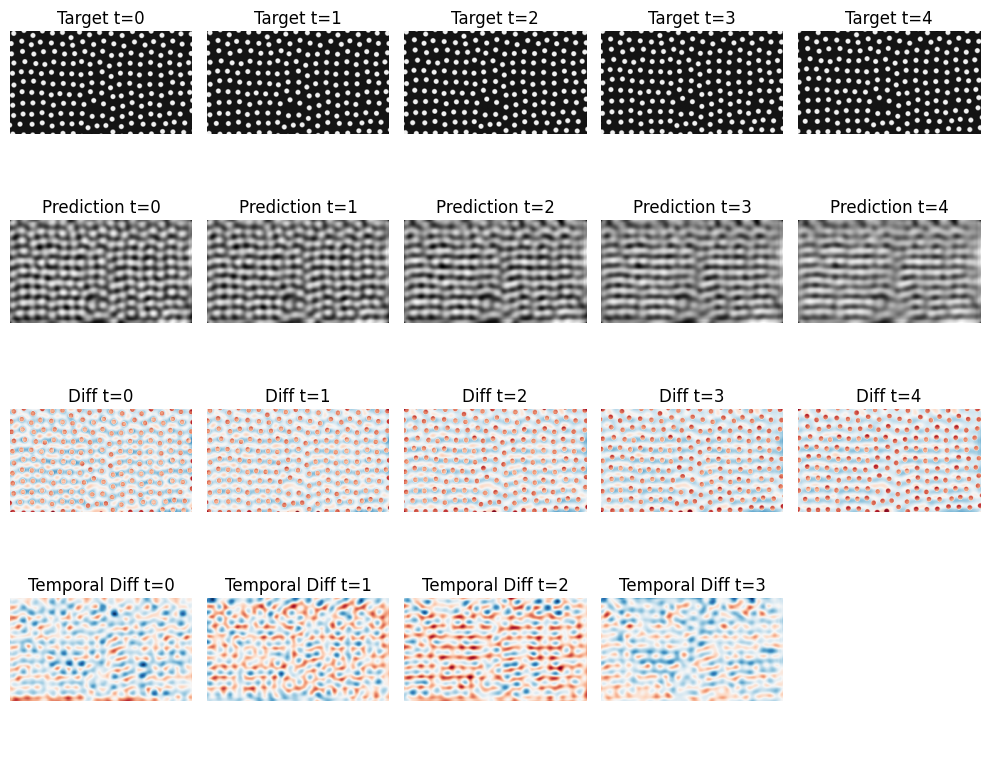 Target t=0
Target t=1
Target t=2
Target t=3
Target t=4
Prediction t=0
Prediction t=1
Prediction t=2
Prediction t=3
Prediction t=4
Diff t=0
Diff t=1
Diff t=2
Diff t=3
Diff t=4
Temporal Diff t=0
Temporal Diff t=1
Temporal Diff t=2
Temporal Diff t=3